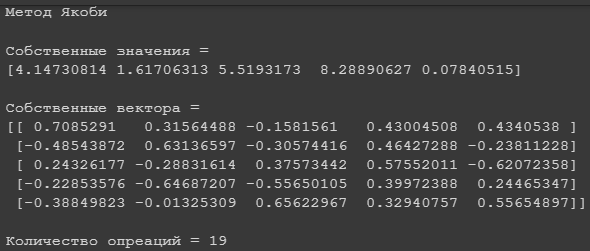 Метод Якоби
Собственные значения =
[4.14730814 1.61706313 5.5193173  8.28890627 0.07840515]
Собственные вектора =
[[ 0.7085291   0.31564488 -0.1581561   0.43004508  0.4340538 ]
 [-0.48543872  0.63136597 -0.30574416  0.46427288 -0.23811228]
 [ 0.24326177 -0.28831614  0.37573442  0.57552011 -0.62072358]
 [-0.22853576 -0.64687207 -0.55650105  0.39972388  0.24465347]
 [-0.38849823 -0.01325309  0.65622967  0.32940757  0.55654897]]
Количество опреаций = 19